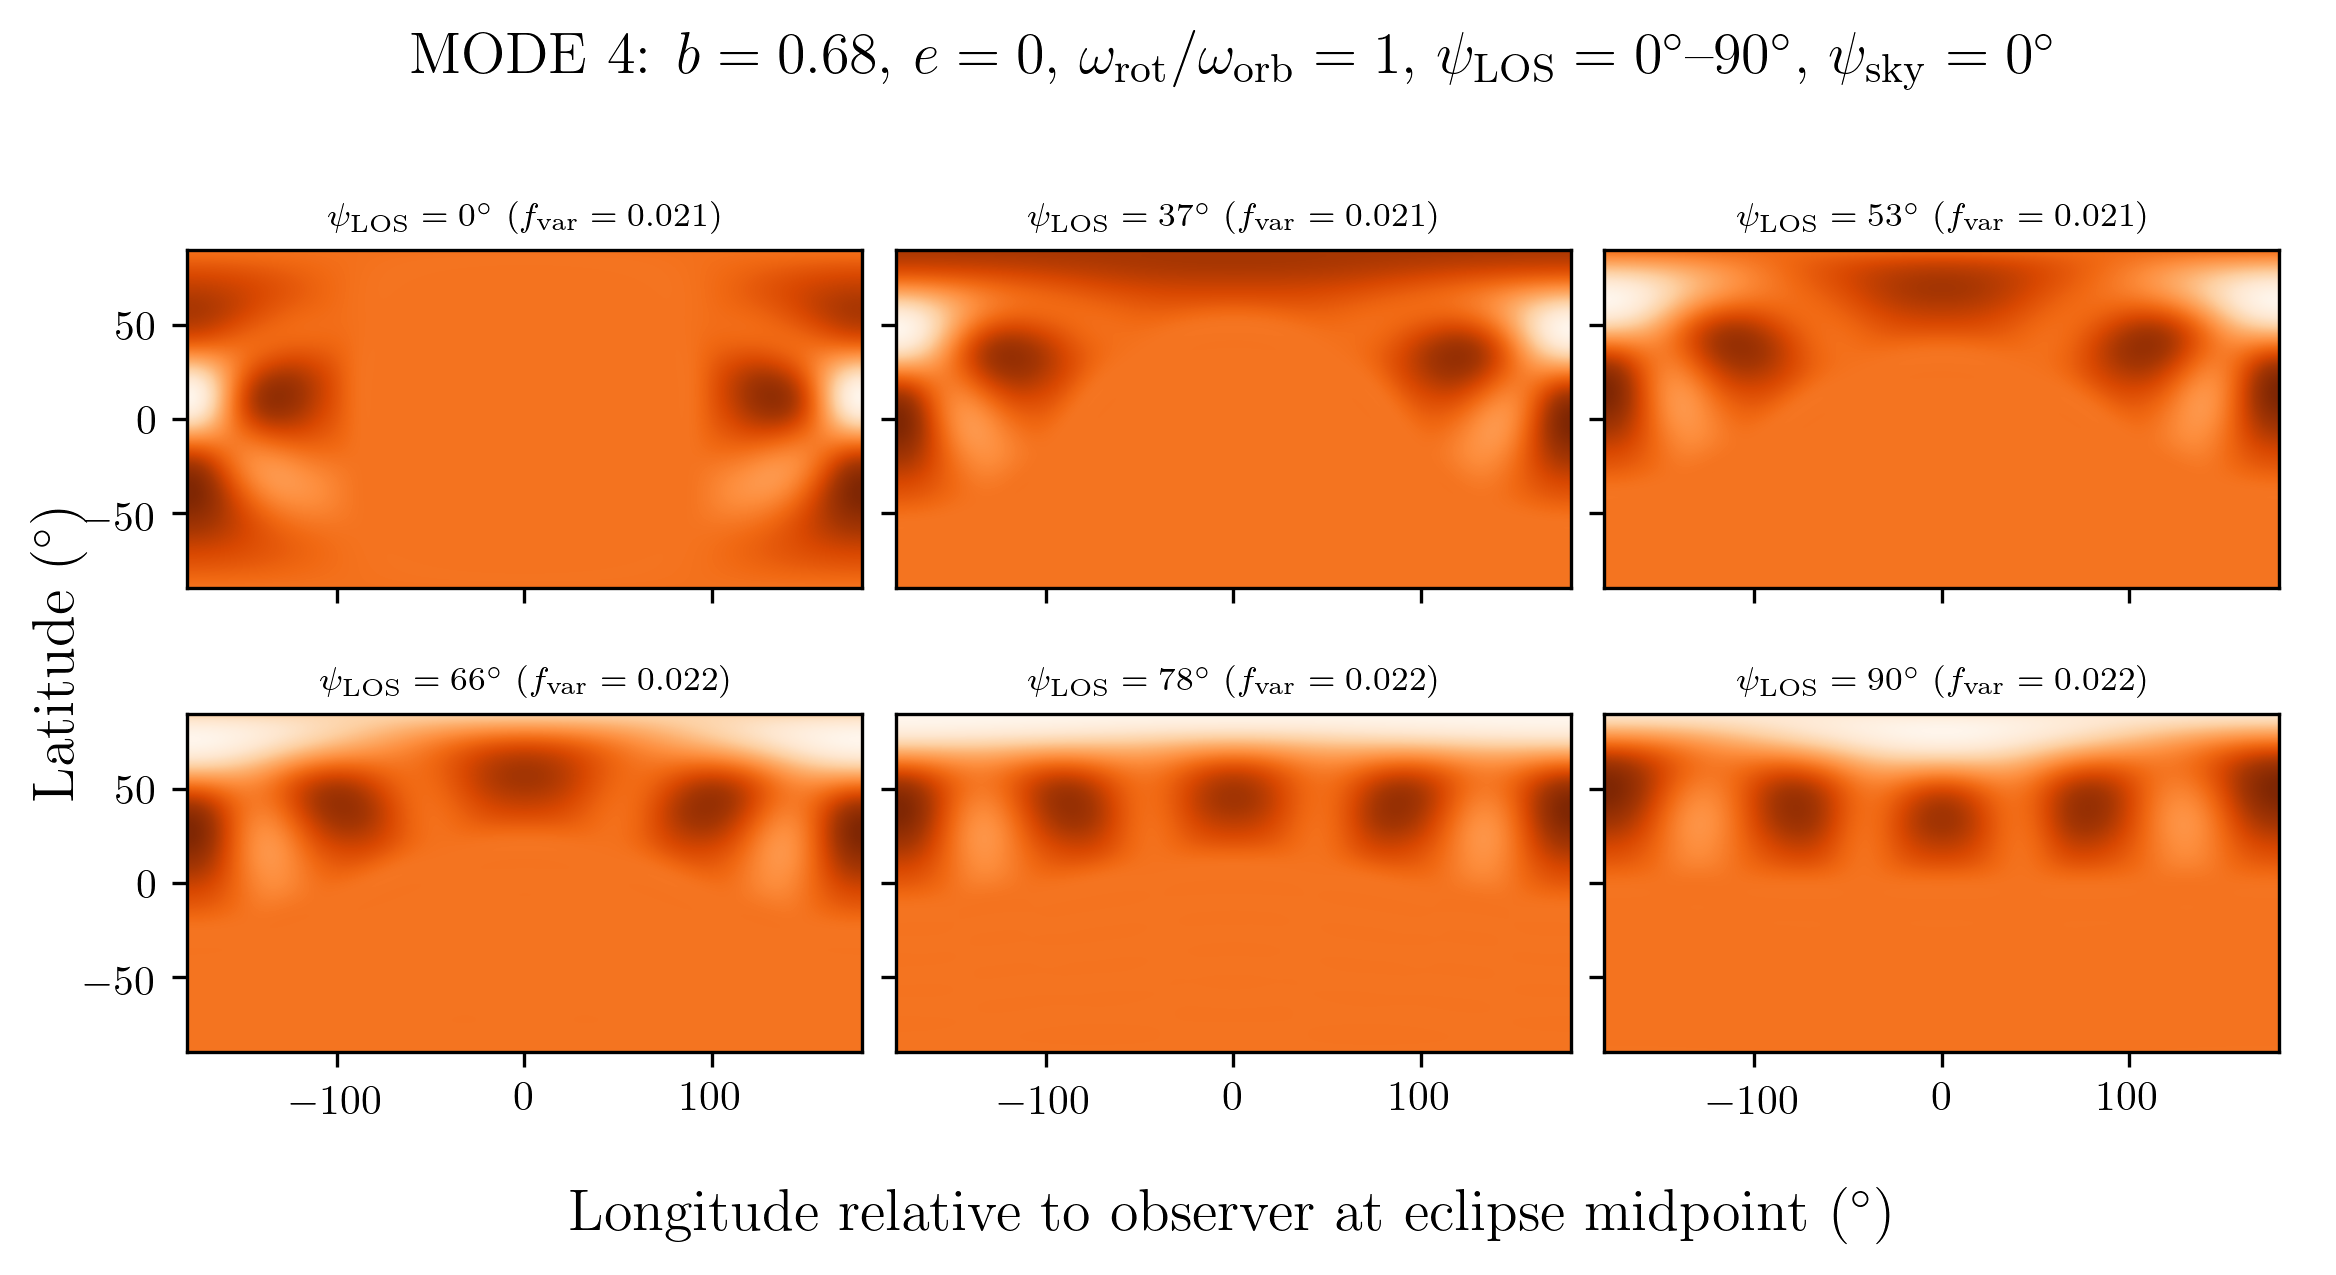 MODE 4: b = 0.68, e = 0, ω_rot/ω_orb = 1, ψ_LOS = 0°–90°, ψ_sky = 0°
ψ_LOS = 0° (f_var = 0.021)
ψ_LOS = 37° (f_var = 0.021)
ψ_LOS = 53° (f_var = 0.021)
50
0
−50
Latitude (°)
ψ_LOS = 66° (f_var = 0.022)
ψ_LOS = 78° (f_var = 0.022)
ψ_LOS = 90° (f_var = 0.022)
50
0
−50
−100 0 100
−100 0 100
−100 0 100
Longitude relative to observer at eclipse midpoint (°)